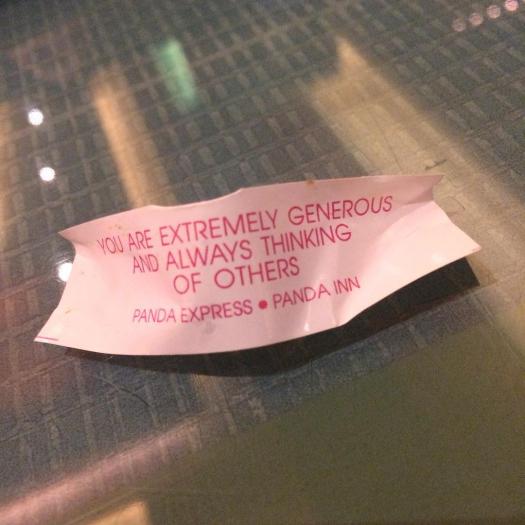 YOU ARE EXTREMELY GENEROUS
AND ALWAYS THINKING
OF OTHERS
PANDA EXPRESS • PANDA INN